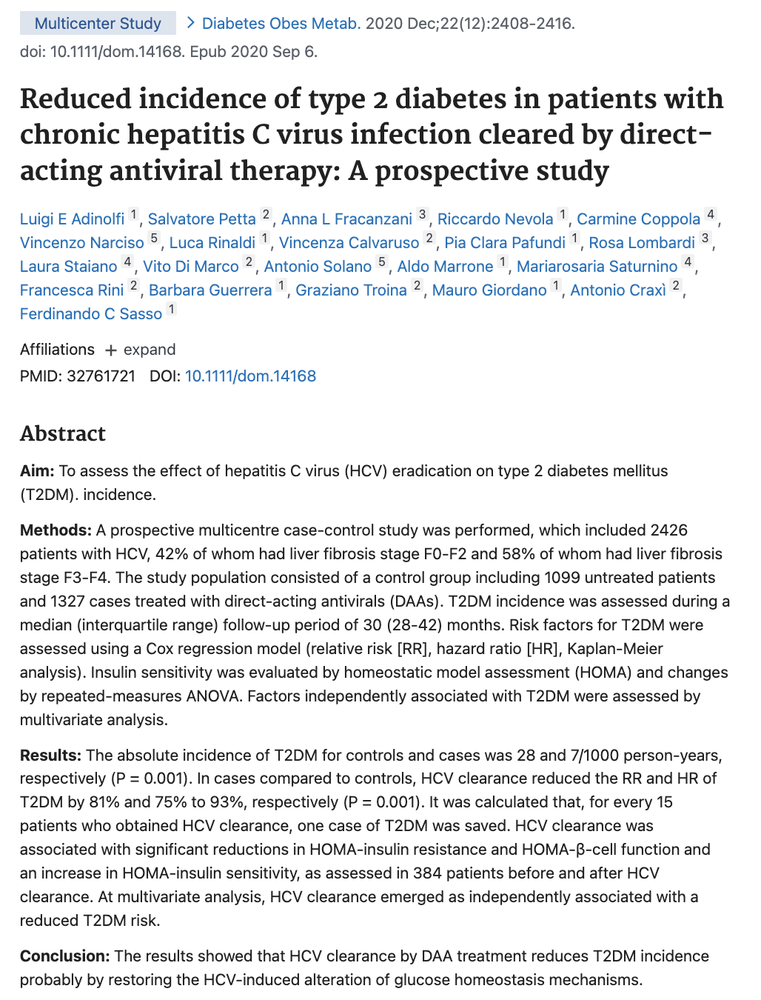 Multicenter Study > Diabetes Obes Metab. 2020 Dec;22(12):2408-2416.
doi: 10.1111/dom.14168. Epub 2020 Sep 6.
Reduced incidence of type 2 diabetes in patients with
chronic hepatitis C virus infection cleared by direct-
acting antiviral therapy: A prospective study
Luigi E Adinolfi 1, Salvatore Petta 2, Anna L Fracanzani 3, Riccardo Nevola 1, Carmine Coppola 4,
Vincenzo Narciso 5, Luca Rinaldi 1, Vincenza Calvaruso 2, Pia Clara Pafundi 1, Rosa Lombardi 3,
Laura Staiano 4, Vito Di Marco 2, Antonio Solano 5, Aldo Marrone 1, Mariarosaria Saturnino 4,
Francesca Rini 2, Barbara Guerrera 1, Graziano Troina 2, Mauro Giordano 1, Antonio Craxì 2,
Ferdinando C Sasso 1
Affiliations + expand
PMID: 32761721 DOI: 10.1111/dom.14168
Abstract
Aim: To assess the effect of hepatitis C virus (HCV) eradication on type 2 diabetes mellitus
(T2DM). incidence.
Methods: A prospective multicentre case-control study was performed, which included 2426
patients with HCV, 42% of whom had liver fibrosis stage F0-F2 and 58% of whom had liver fibrosis
stage F3-F4. The study population consisted of a control group including 1099 untreated patients
and 1327 cases treated with direct-acting antivirals (DAAs). T2DM incidence was assessed during a
median (interquartile range) follow-up period of 30 (28-42) months. Risk factors for T2DM were
assessed using a Cox regression model (relative risk [RR], hazard ratio [HR], Kaplan-Meier
analysis). Insulin sensitivity was evaluated by homeostatic model assessment (HOMA) and changes
by repeated-measures ANOVA. Factors independently associated with T2DM were assessed by
multivariate analysis.
Results: The absolute incidence of T2DM for controls and cases was 28 and 7/1000 person-years,
respectively (P = 0.001). In cases compared to controls, HCV clearance reduced the RR and HR of
T2DM by 81% and 75% to 93%, respectively (P = 0.001). It was calculated that, for every 15
patients who obtained HCV clearance, one case of T2DM was saved. HCV clearance was
associated with significant reductions in HOMA-insulin resistance and HOMA-β-cell function and
an increase in HOMA-insulin sensitivity, as assessed in 384 patients before and after HCV
clearance. At multivariate analysis, HCV clearance emerged as independently associated with a
reduced T2DM risk.
Conclusion: The results showed that HCV clearance by DAA treatment reduces T2DM incidence
probably by restoring the HCV-induced alteration of glucose homeostasis mechanisms.